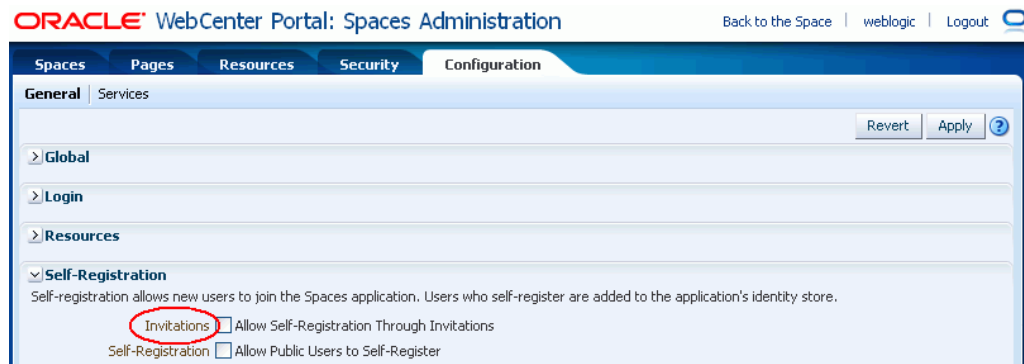 ORACLE WebCenter Portal: Spaces Administration Back to the Space weblogic Logout
Spaces Pages Resources Security Configuration
General Services
Revert Apply ?
Global
Login
Resources
Self-Registration
Self-registration allows new users to join the Spaces application. Users who self-register are added to the application's identity store.
Invitations Allow Self-Registration Through Invitations
Self-Registration Allow Public Users to Self-Register